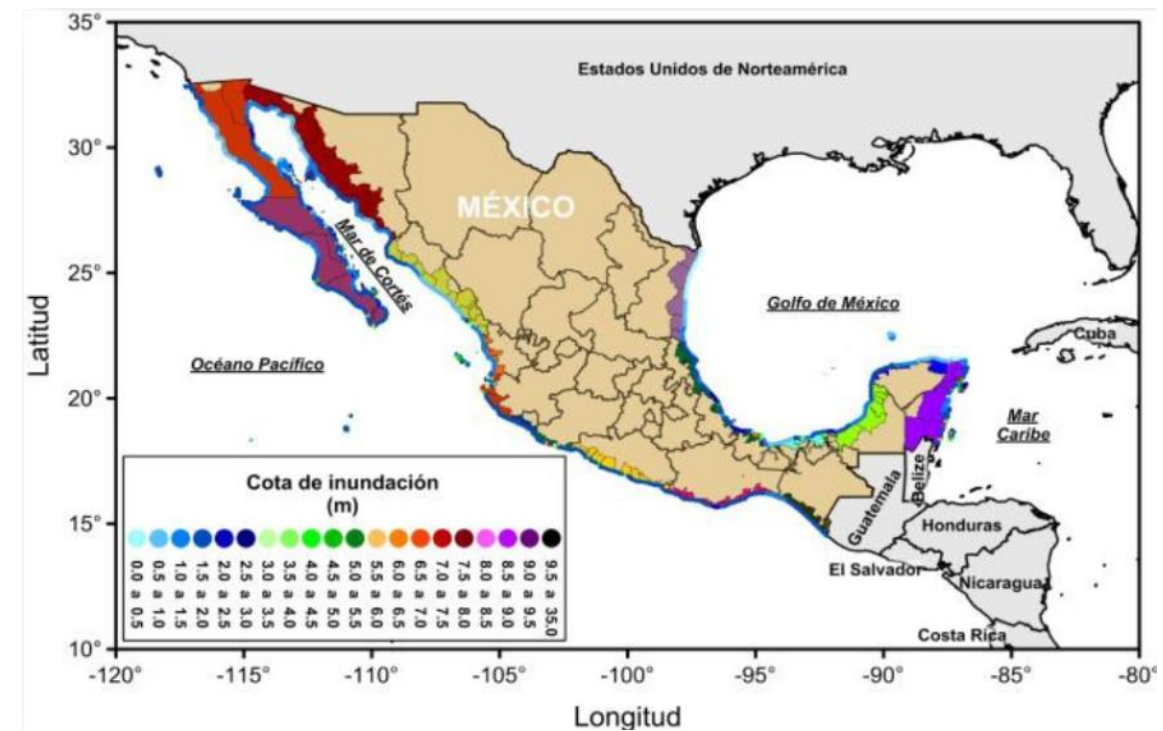 35°
30°
25°
20°
15°
10°
Latitud
Estados Unidos de Norteamérica
MÉXICO
Mar de Cortés
Golfo de México
Océano Pacífico
Cuba
Mar
Caribe
Belize
Guatemala
Honduras
El Salvador
Nicaragua
Costa Rica
Cota de inundación
(m)
0.0 a 0.5
0.5 a 1.0
1.0 a 1.5
1.5 a 2.0
2.0 a 2.5
2.5 a 3.0
3.0 a 3.5
3.5 a 4.0
4.0 a 4.5
4.5 a 5.0
5.0 a 5.5
5.5 a 6.0
6.0 a 6.5
6.5 a 7.0
7.0 a 7.5
7.5 a 8.0
8.0 a 8.5
8.5 a 9.0
9.0 a 9.5
9.5 a 35.0
-120° -115° -110° -105° -100° -95° -90° -85° -80°
Longitud